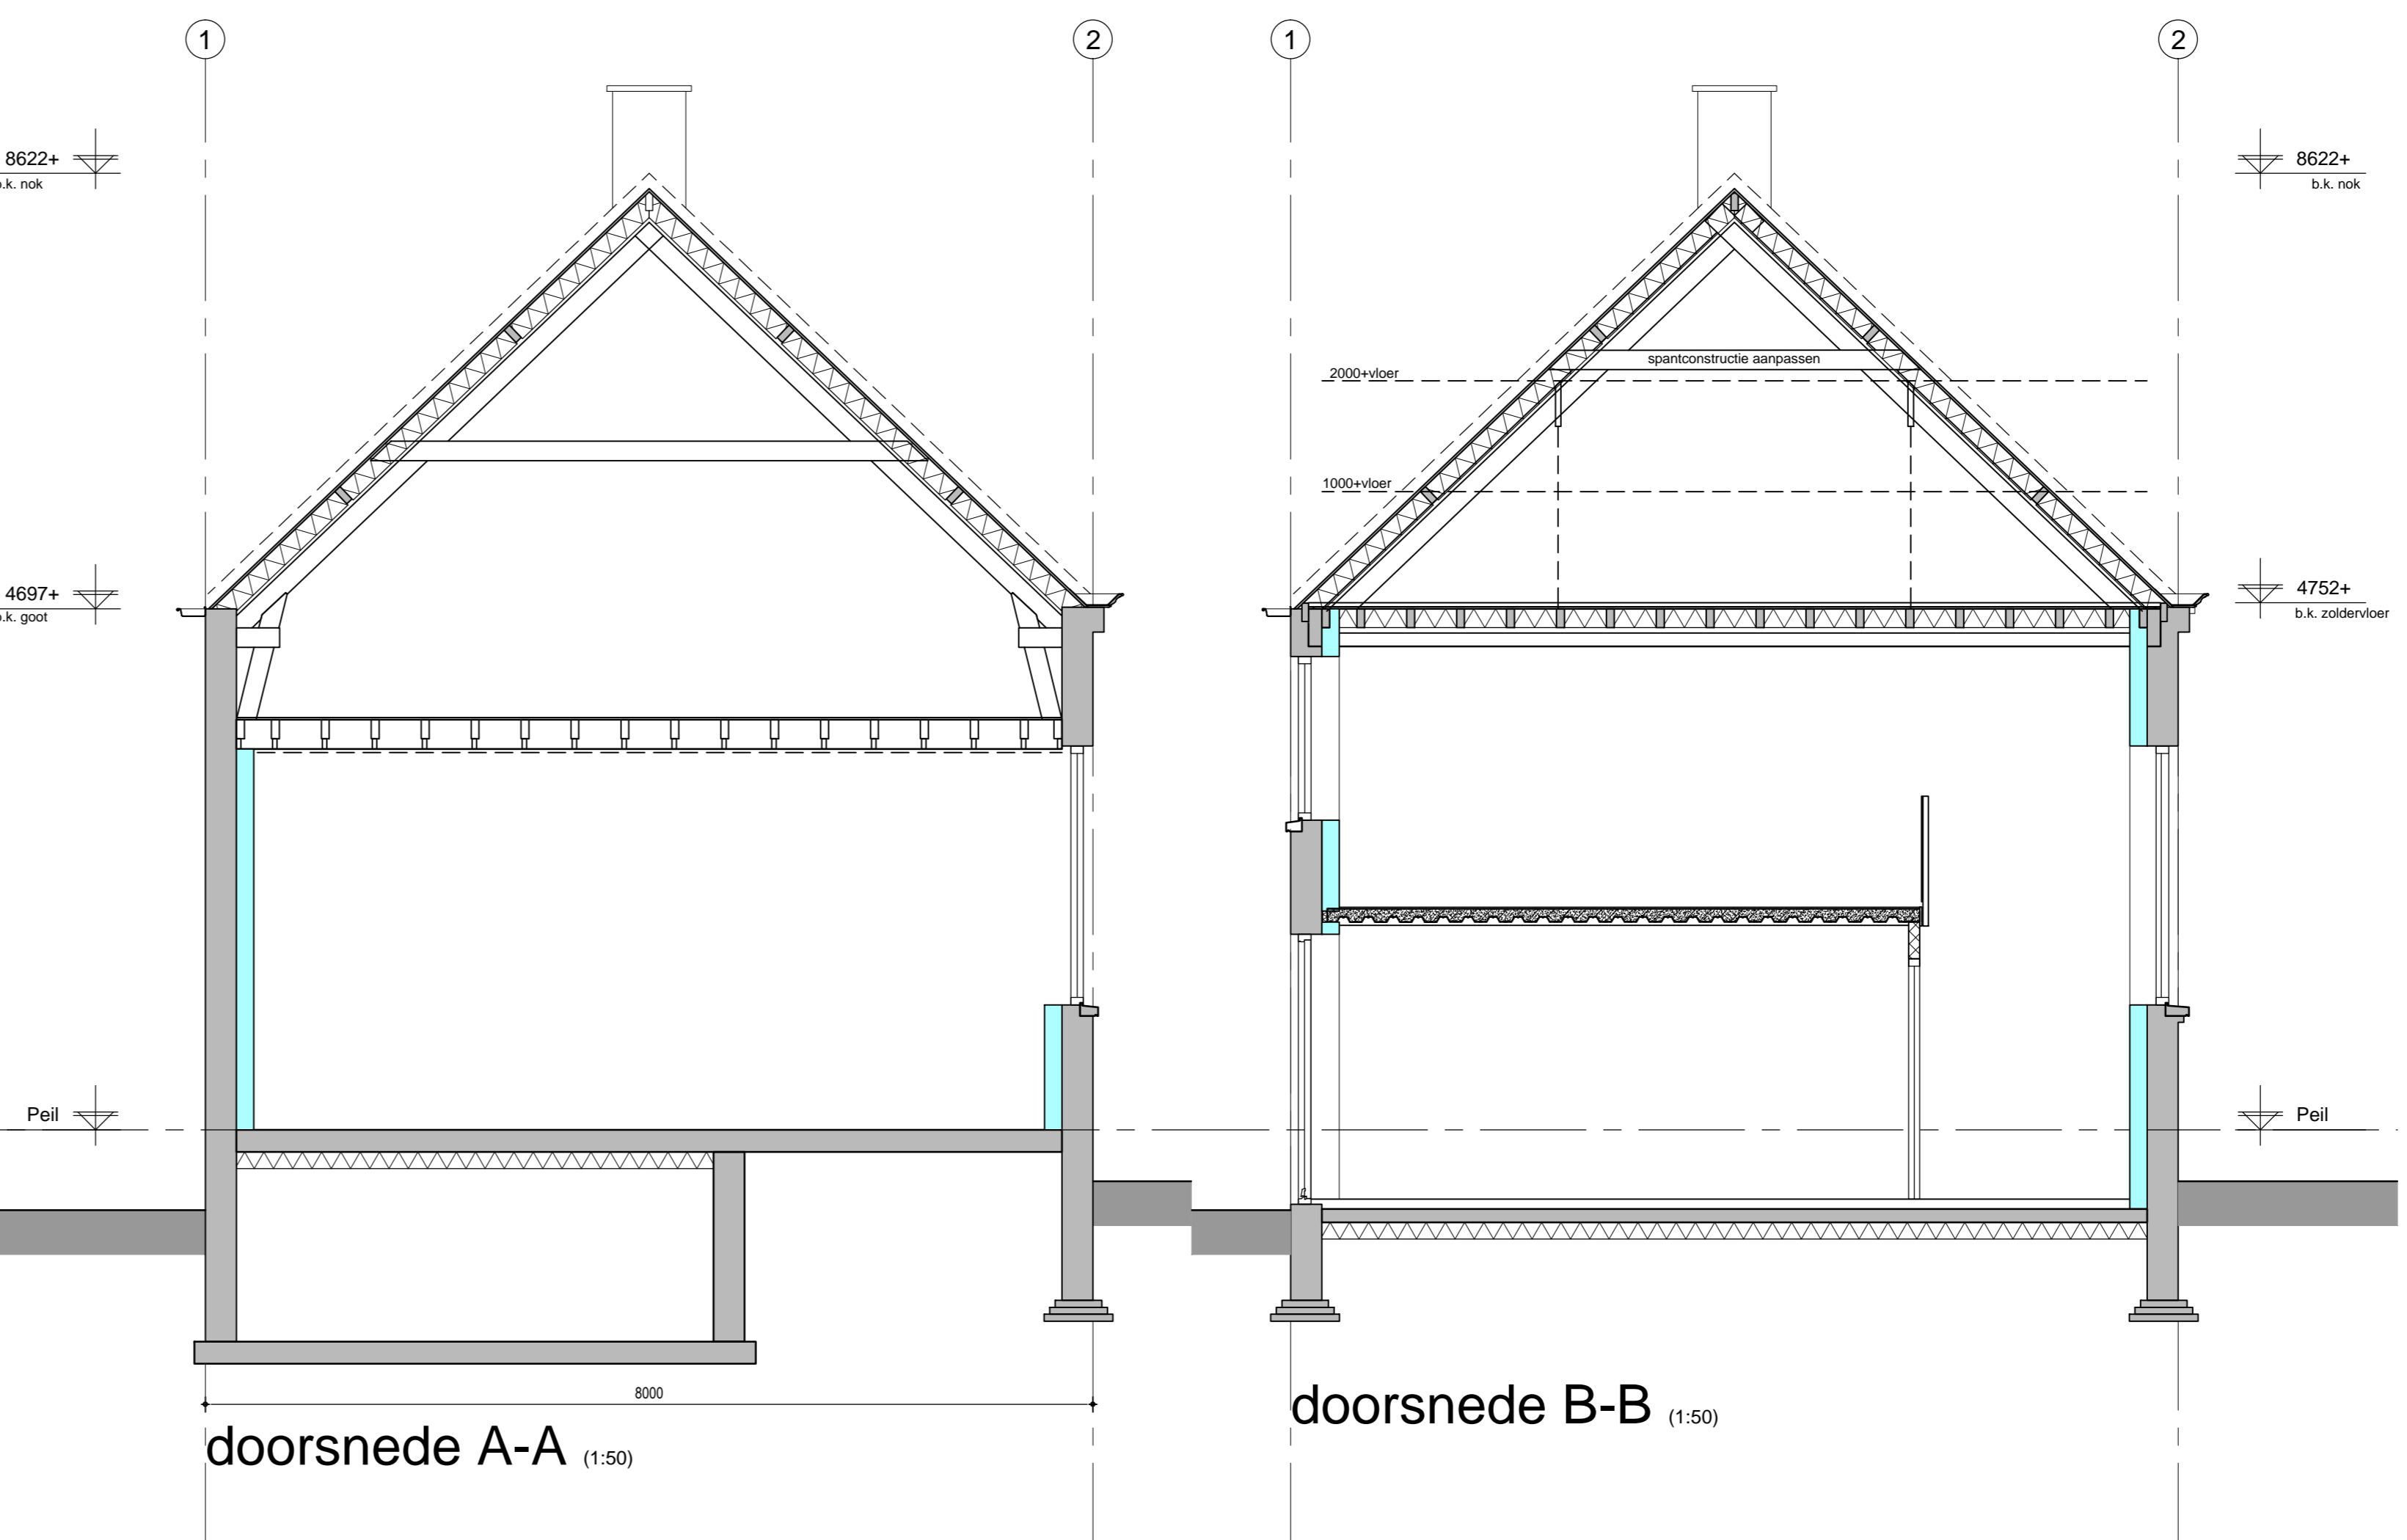 1
2
1
2
8622+
b.k. nok
8622+
b.k. nok
spantconstructie aanpassen
2000+vloer
1000+vloer
4697+
b.k. goot
4752+
b.k. zoldervloer
Peil
Peil
8000
doorsnede A-A (1:50)
doorsnede B-B (1:50)